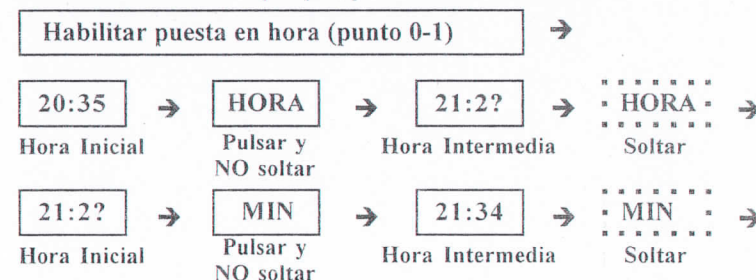 Habilitar puesta en hora (punto 0-1) →
20:35 → HORA → 21:2? → HORA →
Hora Inicial Pulsar y NO soltar Hora Intermedia Soltar
21:2? → MIN → 21:34 → MIN →
Hora Inicial Pulsar y NO soltar Hora Intermedia Soltar